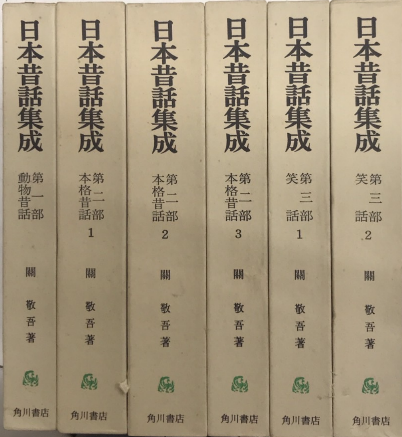 日本昔話集成
第一部
動物昔話
關敬吾著
角川書店
日本昔話集成
第二部
本格昔話
1
關敬吾著
角川書店
日本昔話集成
第二部
本格昔話
2
關敬吾著
角川書店
日本昔話集成
第二部
本格昔話
3
關敬吾著
角川書店
日本昔話集成
第三部
笑話
1
關敬吾著
角川書店
日本昔話集成
第三部
笑話
2
關敬吾著
角川書店